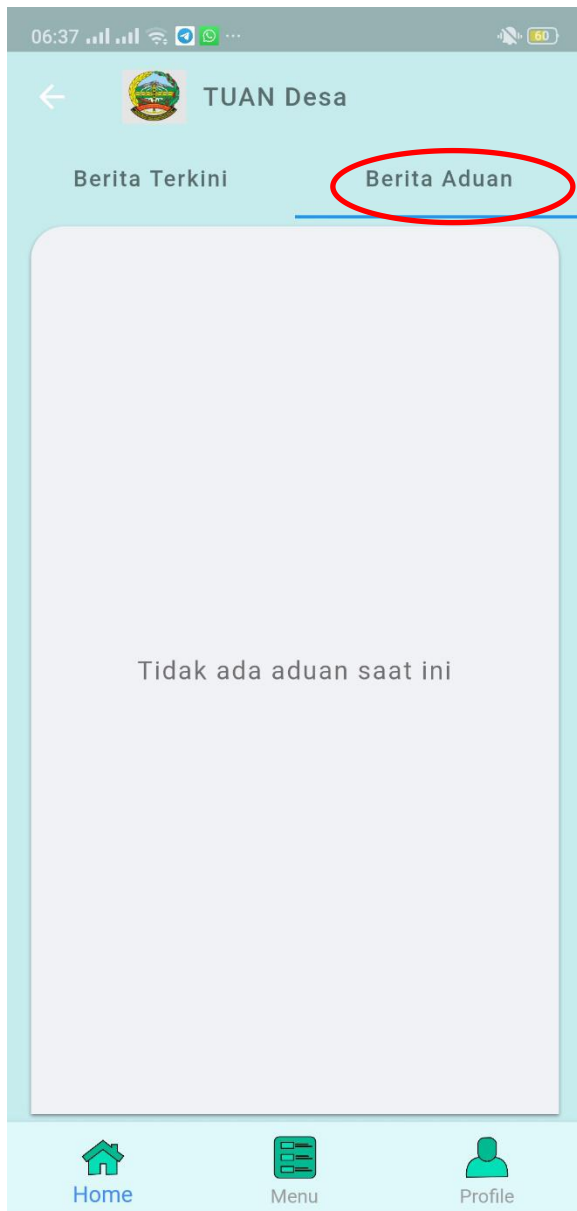 06:37 ... 60
TUAN Desa
Berita Terkini Berita Aduan
Tidak ada aduan saat ini
Home Menu Profile